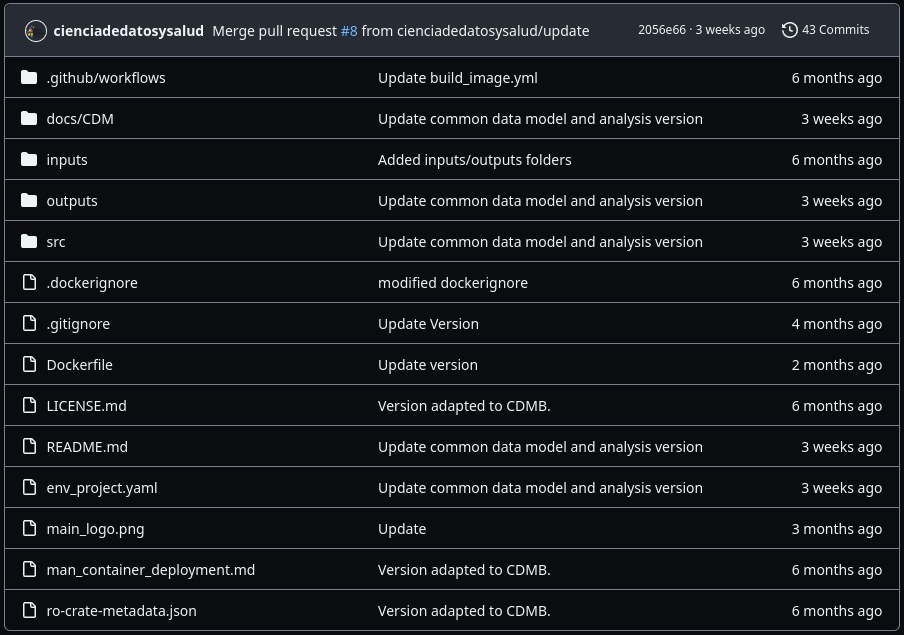 cienciadedatosysalud Merge pull request #8 from cienciadedatosysalud/update 2056e66 · 3 weeks ago 43 Commits
.github/workflows Update build_image.yml 6 months ago
docs/CDM Update common data model and analysis version 3 weeks ago
inputs Added inputs/outputs folders 6 months ago
outputs Update common data model and analysis version 3 weeks ago
src Update common data model and analysis version 3 weeks ago
.dockerignore modified dockerignore 6 months ago
.gitignore Update Version 4 months ago
Dockerfile Update version 2 months ago
LICENSE.md Version adapted to CDMB. 6 months ago
README.md Update common data model and analysis version 3 weeks ago
env_project.yaml Update common data model and analysis version 3 weeks ago
main_logo.png Update 3 months ago
man_container_deployment.md Version adapted to CDMB. 6 months ago
ro-crate-metadata.json Version adapted to CDMB. 6 months ago